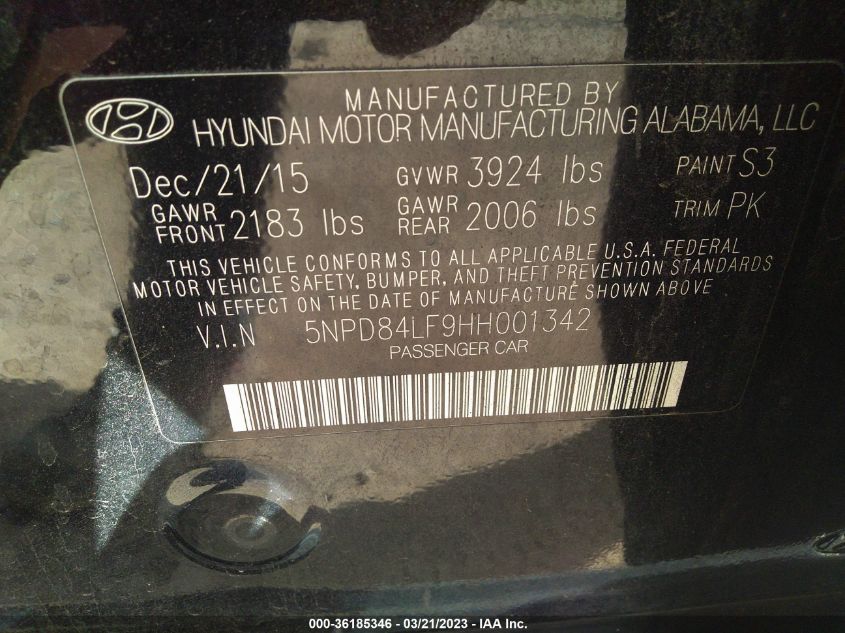 MANUFACTURED BY
HYUNDAI MOTOR MANUFACTURING ALABAMA, LLC
Dec/21/15 GVWR 3924 lbs PAINT S3
GAWR FRONT 2183 lbs GAWR REAR 2006 lbs TRIM PK
THIS VEHICLE CONFORMS TO ALL APPLICABLE U.S.A. FEDERAL
MOTOR VEHICLE SAFETY, BUMPER, AND THEFT PREVENTION STANDARDS
IN EFFECT ON THE DATE OF MANUFACTURE SHOWN ABOVE
V.I.N 5NPD84LF9HH001342
PASSENGER CAR
000-36185346 - 03/21/2023 - IAA Inc.